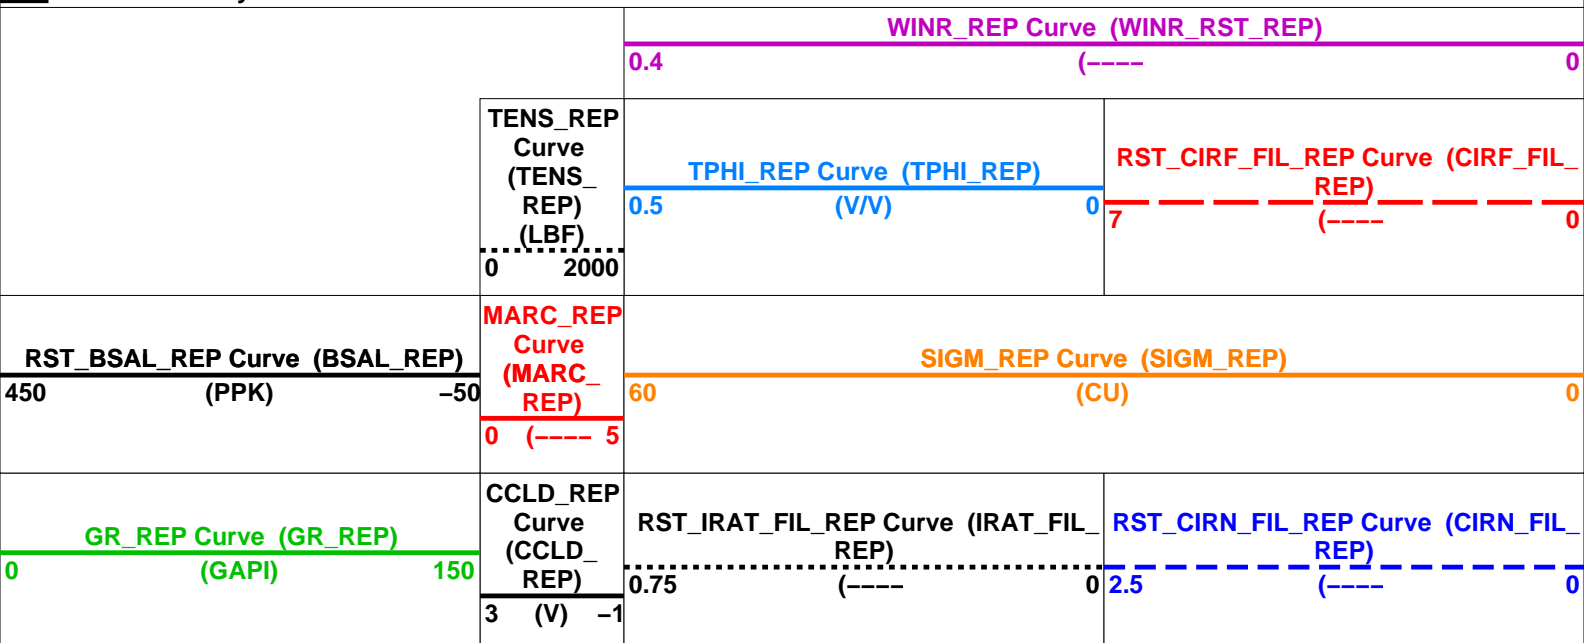 WINR_REP Curve (WINR_RST_REP)
0.4 (---- 0
TENS_REP
Curve
(TENS_
REP)
(LBF)
0 2000
TPHI_REP Curve (TPHI_REP)
0.5 (V/V) 0
RST_CIRF_FIL_REP Curve (CIRF_FIL_
REP)
7 (---- 0
RST_BSAL_REP Curve (BSAL_REP)
450 (PPK) -50
MARC_REP
Curve
(MARC_
REP)
0 (---- 5
SIGM_REP Curve (SIGM_REP)
60 (CU) 0
GR_REP Curve (GR_REP)
0 (GAPI) 150
CCLD_REP
Curve
(CCLD_
REP)
3 (V) -1
RST_IRAT_FIL_REP Curve (IRAT_FIL_
REP)
0.75 (---- 0
RST_CIRN_FIL_REP Curve (CIRN_FIL_
REP)
2.5 (---- 0